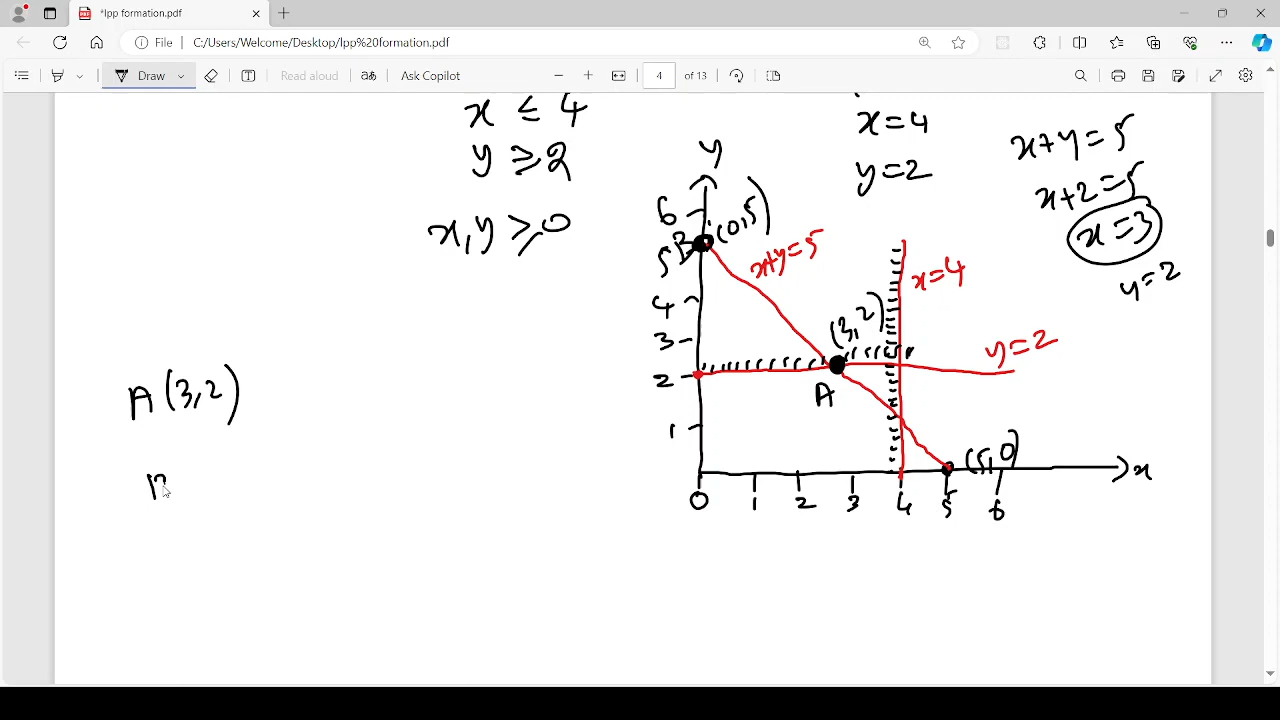 *lpp formation.pdf
File C:/Users/Welcome/Desktop/lpp%20formation.pdf
Draw Read aloud Ask Copilot 4 of 13
x ≤ 4
y ≥ 2
x,y ≥ 0
x=4
y=2
x+y=5
x+2=5
x=3
y=2
y
6
5
B
(0,5)
x+y=5
x=4
4
3
(3,2)
y=2
2
A
1
(5,0)
x
0 1 2 3 4 5 6
A (3,2)